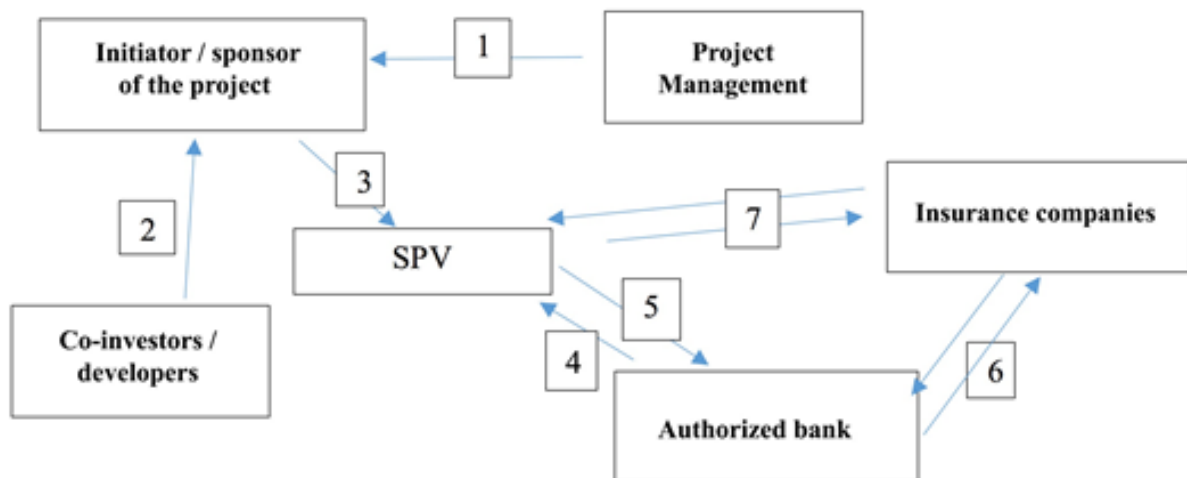 Initiator / sponsor
of the project
1
Project
Management
2
3
7
Insurance companies
SPV
5
Co-investors /
developers
4
6
Authorized bank